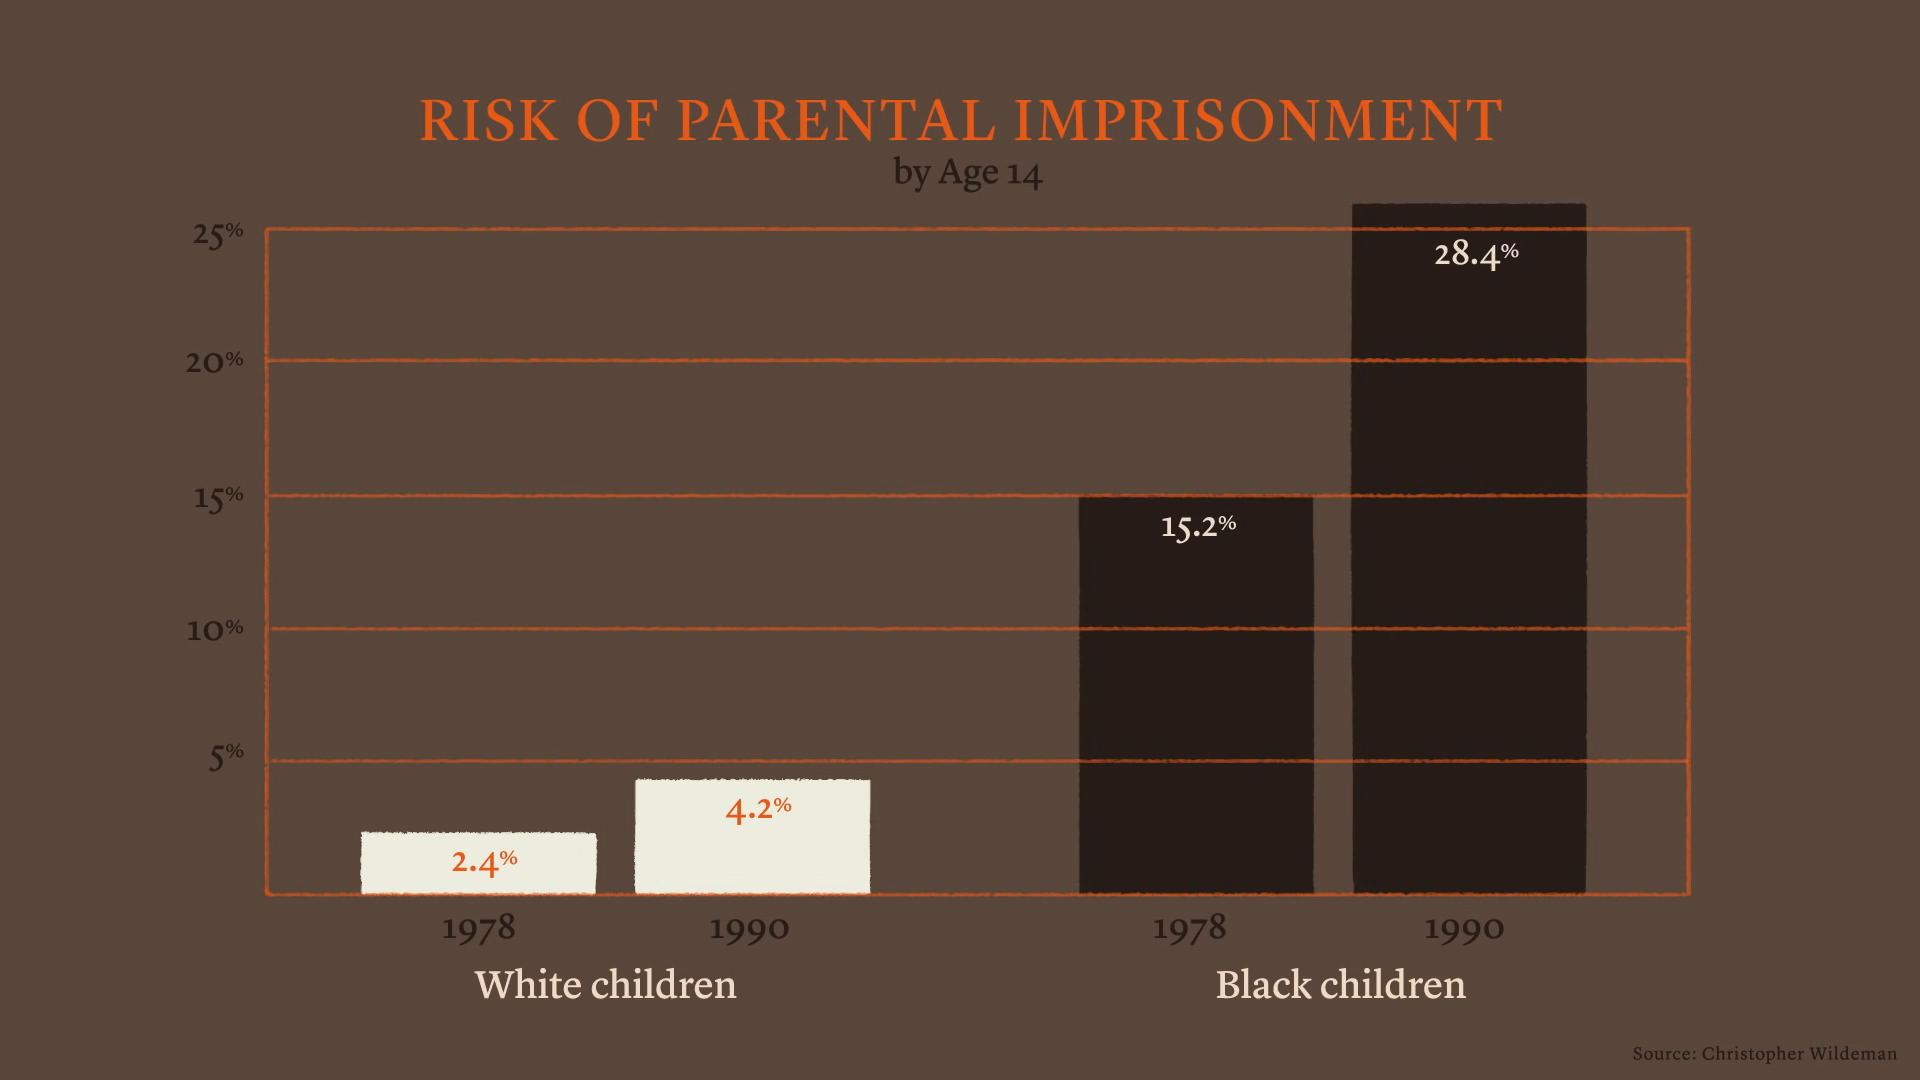 RISK OF PARENTAL IMPRISONMENT
by Age 14
25%
20%
15%
10%
5%
28.4%
15.2%
4.2%
2.4%
1978 1990 1978 1990
White children Black children
Source: Christopher Wildeman